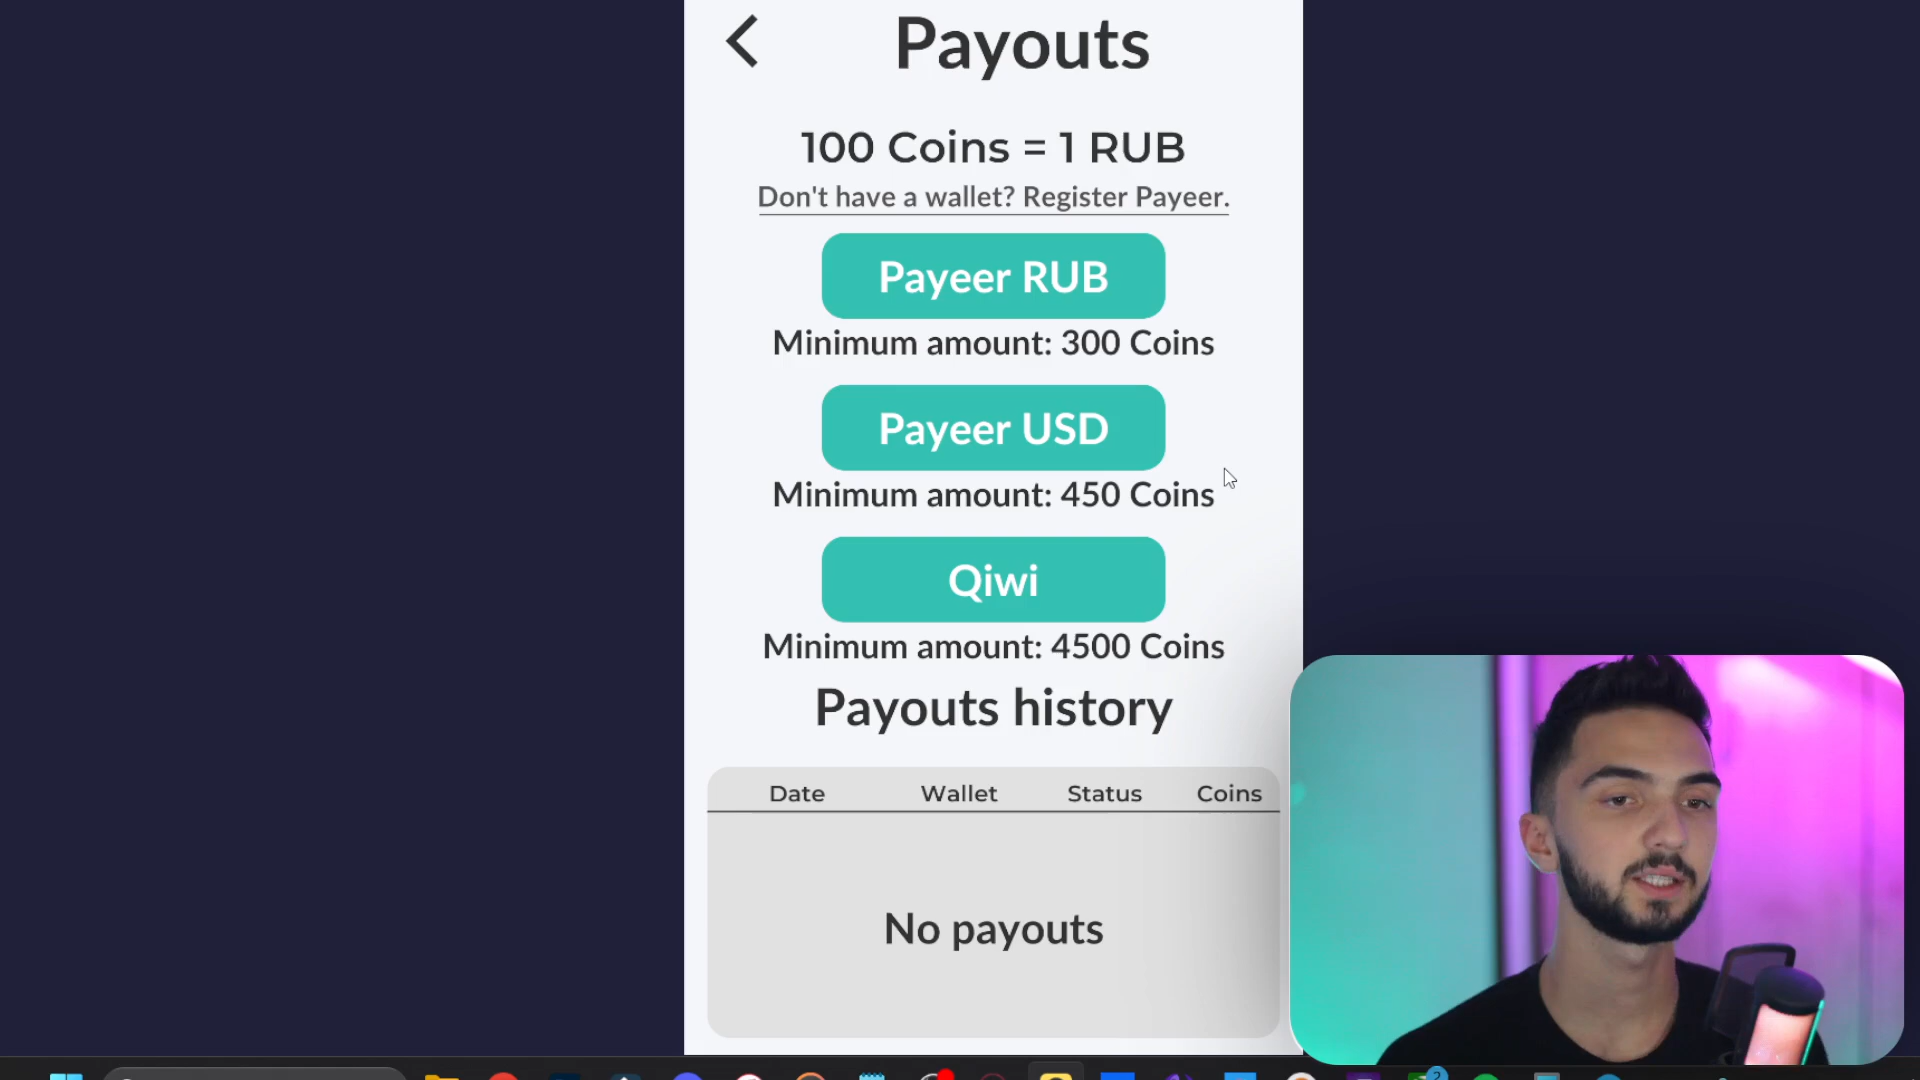 Payouts
100 Coins = 1 RUB
Don't have a wallet? Register Payeer.
Payeer RUB
Minimum amount: 300 Coins
Payeer USD
Minimum amount: 450 Coins
Qiwi
Minimum amount: 4500 Coins
Payouts history
Date Wallet Status Coins
No payouts
2